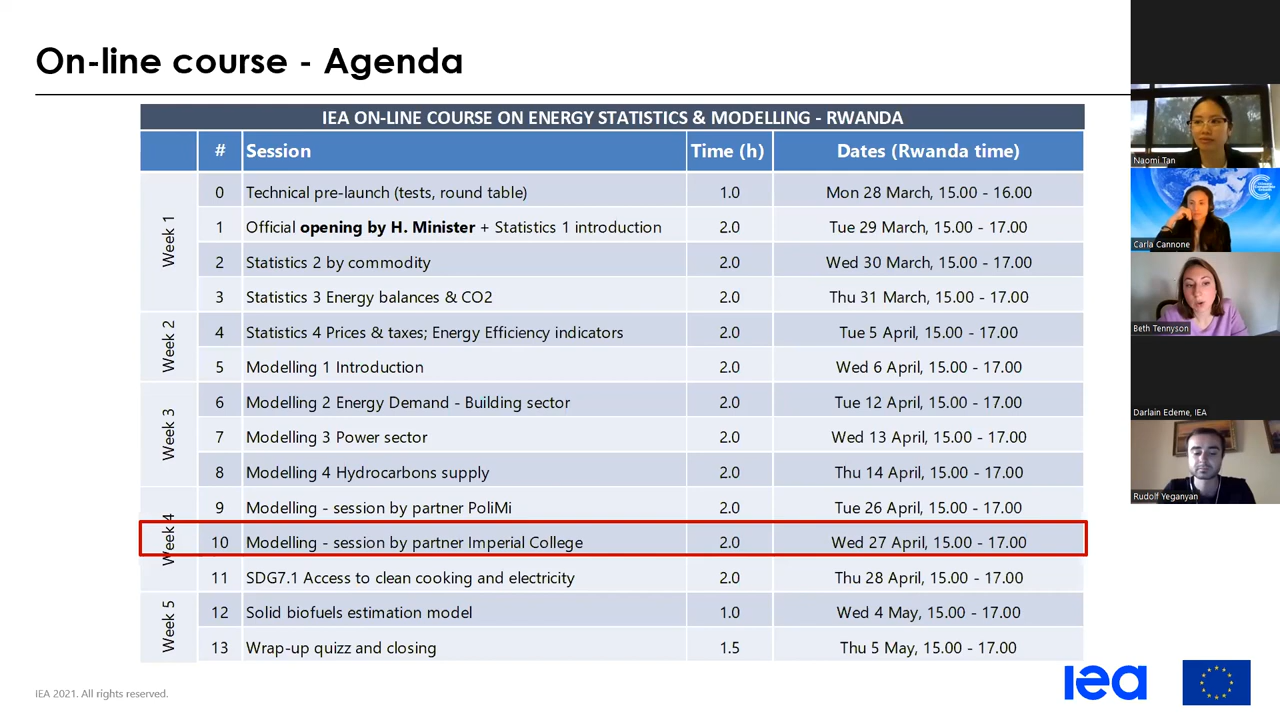 On-line course - Agenda
IEA ON-LINE COURSE ON ENERGY STATISTICS & MODELLING - RWANDA
# Session Time (h) Dates (Rwanda time)
Week 1
0 Technical pre-launch (tests, round table) 1.0 Mon 28 March, 15.00 - 16.00
1 Official opening by H. Minister + Statistics 1 introduction 2.0 Tue 29 March, 15.00 - 17.00
2 Statistics 2 by commodity 2.0 Wed 30 March, 15.00 - 17.00
3 Statistics 3 Energy balances & CO2 2.0 Thu 31 March, 15.00 - 17.00
Week 2
4 Statistics 4 Prices & taxes; Energy Efficiency indicators 2.0 Tue 5 April, 15.00 - 17.00
5 Modelling 1 Introduction 2.0 Wed 6 April, 15.00 - 17.00
Week 3
6 Modelling 2 Energy Demand - Building sector 2.0 Tue 12 April, 15.00 - 17.00
7 Modelling 3 Power sector 2.0 Wed 13 April, 15.00 - 17.00
8 Modelling 4 Hydrocarbons supply 2.0 Thu 14 April, 15.00 - 17.00
Week 4
9 Modelling - session by partner PoliMi 2.0 Tue 26 April, 15.00 - 17.00
10 Modelling - session by partner Imperial College 2.0 Wed 27 April, 15.00 - 17.00
11 SDG7.1 Access to clean cooking and electricity 2.0 Thu 28 April, 15.00 - 17.00
Week 5
12 Solid biofuels estimation model 1.0 Wed 4 May, 15.00 - 17.00
13 Wrap-up quizz and closing 1.5 Thu 5 May, 15.00 - 17.00
IEA 2021. All rights reserved.
iea
Naomi Tan
Carla Cannone
Beth Tennyson
Darlain Edeme, IEA
Rudolf Yeganyan